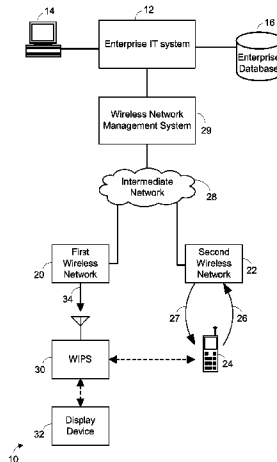 14
12
16
Enterprise IT system
Enterprise
Database
Wireless Network
Management System
29
Intermediate
Network
28
First
Wireless
Network
Second
Wireless
Network
20
22
34
27
26
24
WIPS
30
Display
Device
32
10